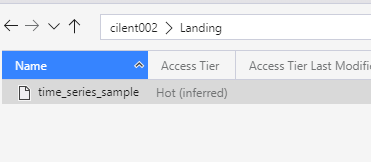 cilent002 > Landing
Name Access Tier Access Tier Last Modifi
time_series_sample Hot (inferred)